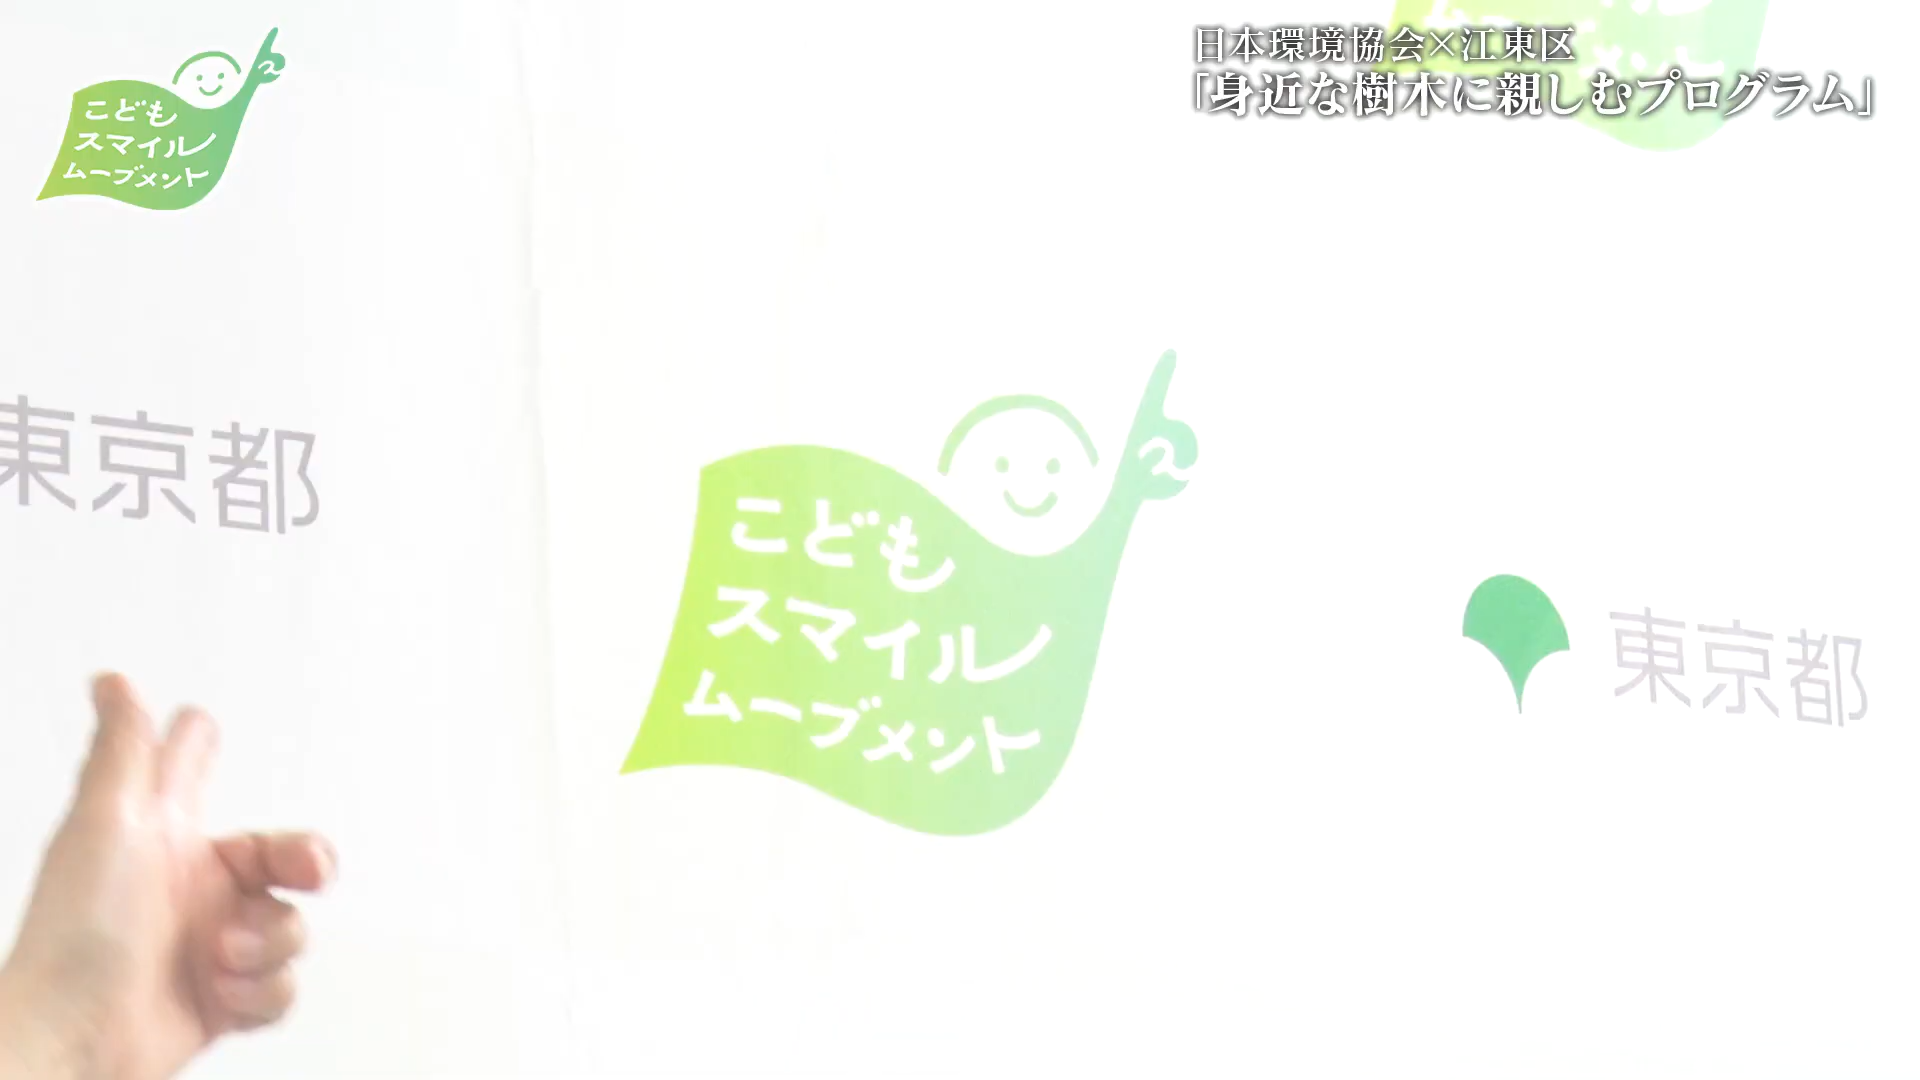 こども
スマイル
ムーブメント
日本環境協会×江東区
「身近な樹木に親しむプログラム」
東京都
こども
スマイル
ムーブメント
東京都